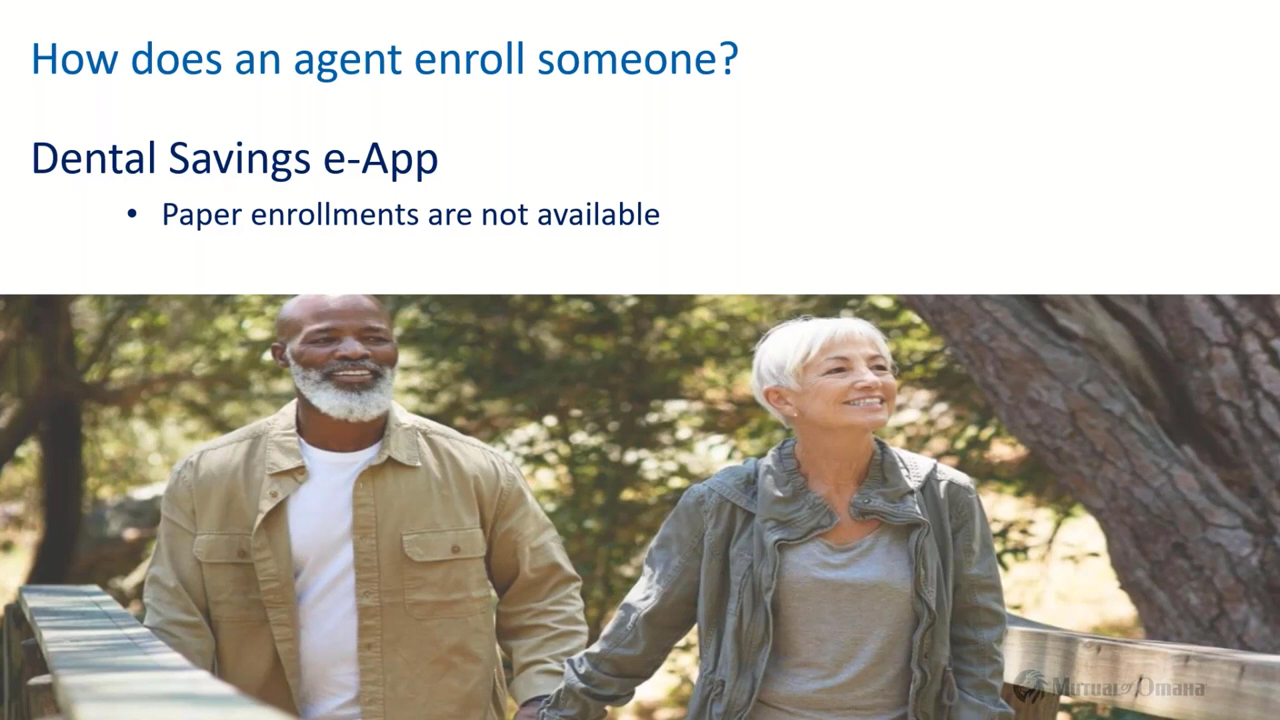 How does an agent enroll someone?
Dental Savings e-App
• Paper enrollments are not available
Mutual of Omaha